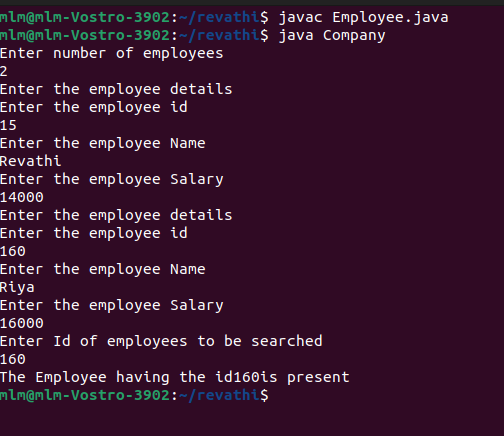 mlm@mlm-Vostro-3902:~/revathi$ javac Employee.java
mlm@mlm-Vostro-3902:~/revathi$ java Company
Enter number of employees
2
Enter the employee details
Enter the employee id
15
Enter the employee Name
Revathi
Enter the employee Salary
14000
Enter the employee details
Enter the employee id
160
Enter the employee Name
Riya
Enter the employee Salary
16000
Enter Id of employees to be searched
160
The Employee having the id160is present
mlm@mlm-Vostro-3902:~/revathi$